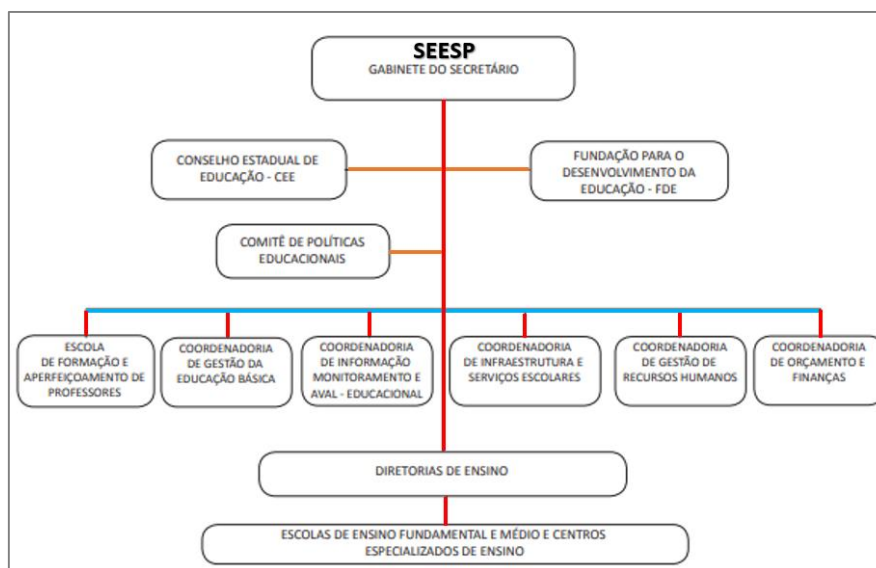 SEESP
GABINETE DO SECRETÁRIO
CONSELHO ESTADUAL DE
EDUCAÇÃO - CEE
FUNDAÇÃO PARA O
DESENVOLVIMENTO DA
EDUCAÇÃO - FDE
COMITÊ DE POLÍTICAS
EDUCACIONAIS
ESCOLA
DE FORMAÇÃO E
APERFEIÇOAMENTO DE
PROFESSORES
COORDENADORIA
DE GESTÃO DA
EDUCAÇÃO BÁSICA
COORDENADORIA
DE INFORMAÇÃO
MONITORAMENTO E
AVAL - EDUCACIONAL
COORDENADORIA
DE INFRAESTRUTURA E
SERVIÇOS ESCOLARES
COORDENADORIA
DE GESTÃO DE
RECURSOS HUMANOS
COORDENADORIA
DE ORÇAMENTO E
FINANÇAS
DIRETORIAS DE ENSINO
ESCOLAS DE ENSINO FUNDAMENTAL E MÉDIO E CENTROS
ESPECIALIZADOS DE ENSINO